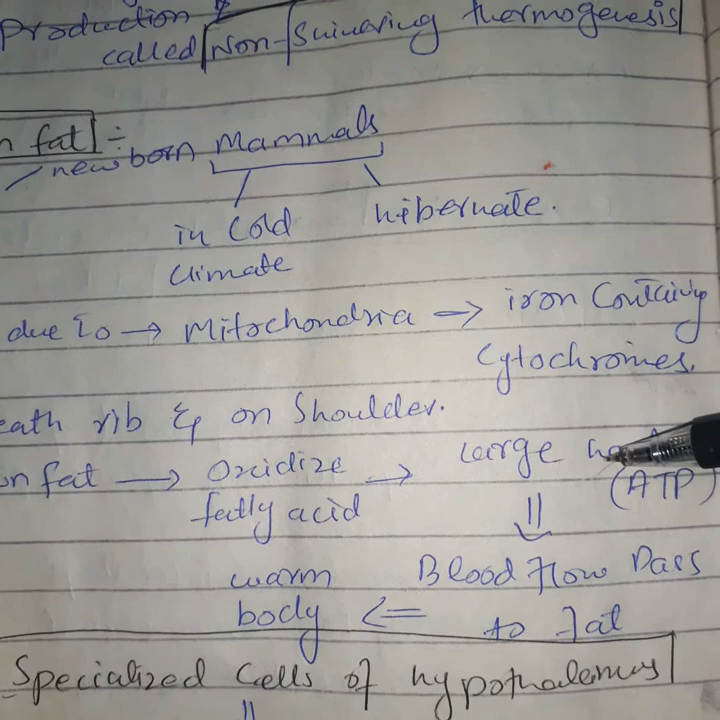 Production
called Non-Shivering thermogenesis
n fat :-
new born Mammals
in Cold hibernate.
Climate
due to → Mitochondria → iron Containing
Cytochromes.
eath rib & on Shoulder.
on fat → Oxidize → large
fatty acid (ATP)
warm Blood Flow Pass
body <= to fat
Specialized Cells of hypothalamus